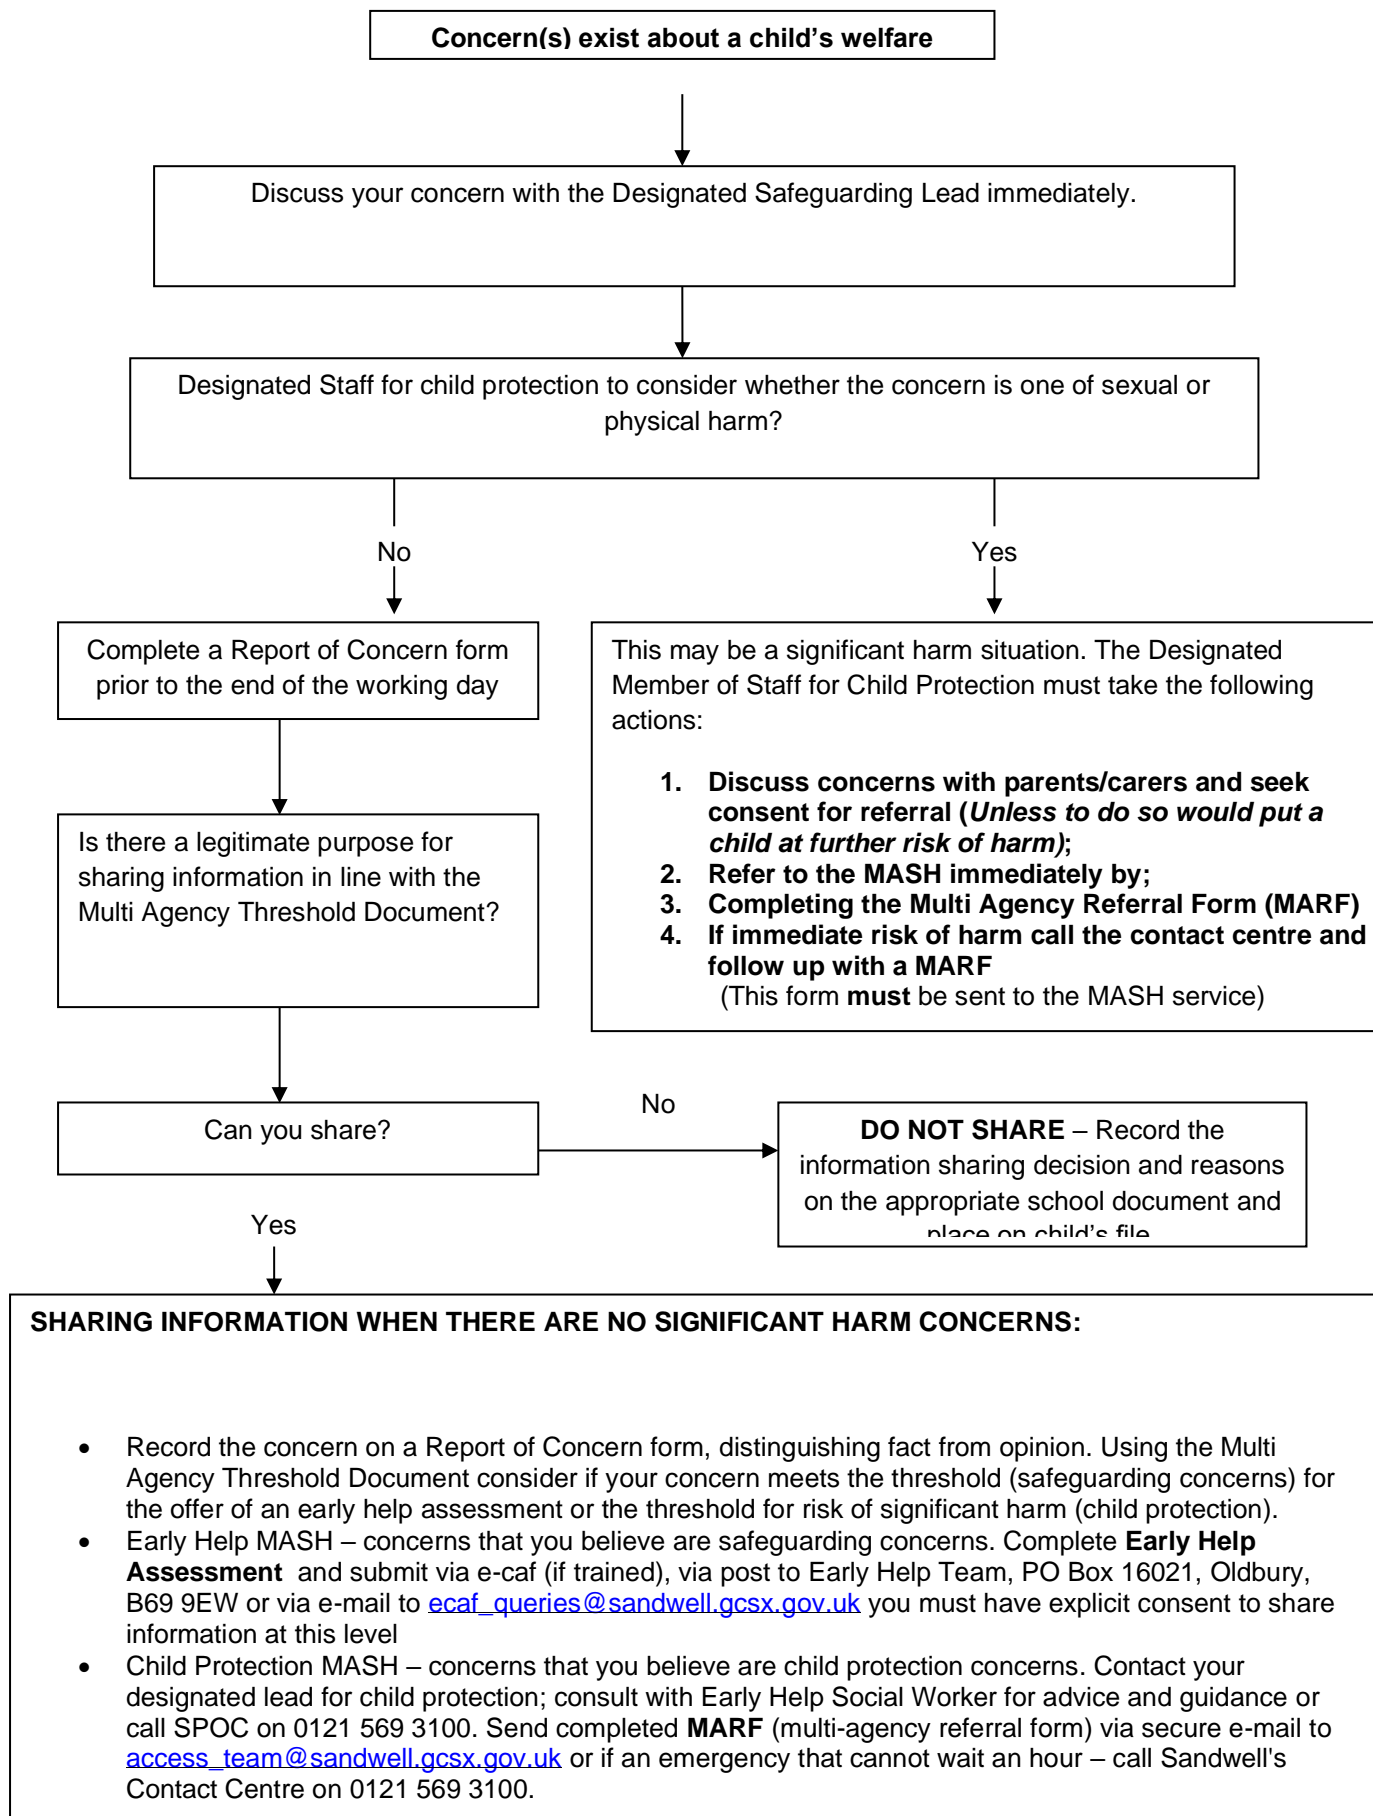 Concern(s) exist about a child’s welfare
Discuss your concern with the Designated Safeguarding Lead immediately.
Designated Staff for child protection to consider whether the concern is one of sexual or
physical harm?
No
Yes
Complete a Report of Concern form
prior to the end of the working day
This may be a significant harm situation. The Designated
Member of Staff for Child Protection must take the following
actions:
1. Discuss concerns with parents/carers and seek
consent for referral (Unless to do so would put a
child at further risk of harm);
2. Refer to the MASH immediately by;
3. Completing the Multi Agency Referral Form (MARF)
4. If immediate risk of harm call the contact centre and
follow up with a MARF
(This form must be sent to the MASH service)
Is there a legitimate purpose for
sharing information in line with the
Multi Agency Threshold Document?
Can you share?
No
DO NOT SHARE – Record the
information sharing decision and reasons
on the appropriate school document and
place on child’s file
Yes
SHARING INFORMATION WHEN THERE ARE NO SIGNIFICANT HARM CONCERNS:
• Record the concern on a Report of Concern form, distinguishing fact from opinion. Using the Multi
Agency Threshold Document consider if your concern meets the threshold (safeguarding concerns) for
the offer of an early help assessment or the threshold for risk of significant harm (child protection).
• Early Help MASH – concerns that you believe are safeguarding concerns. Complete Early Help
Assessment and submit via e-caf (if trained), via post to Early Help Team, PO Box 16021, Oldbury,
B69 9EW or via e-mail to ecaf_queries@sandwell.gcsx.gov.uk you must have explicit consent to share
information at this level
• Child Protection MASH – concerns that you believe are child protection concerns. Contact your
designated lead for child protection; consult with Early Help Social Worker for advice and guidance or
call SPOC on 0121 569 3100. Send completed MARF (multi-agency referral form) via secure e-mail to
access_team@sandwell.gcsx.gov.uk or if an emergency that cannot wait an hour – call Sandwell's
Contact Centre on 0121 569 3100.